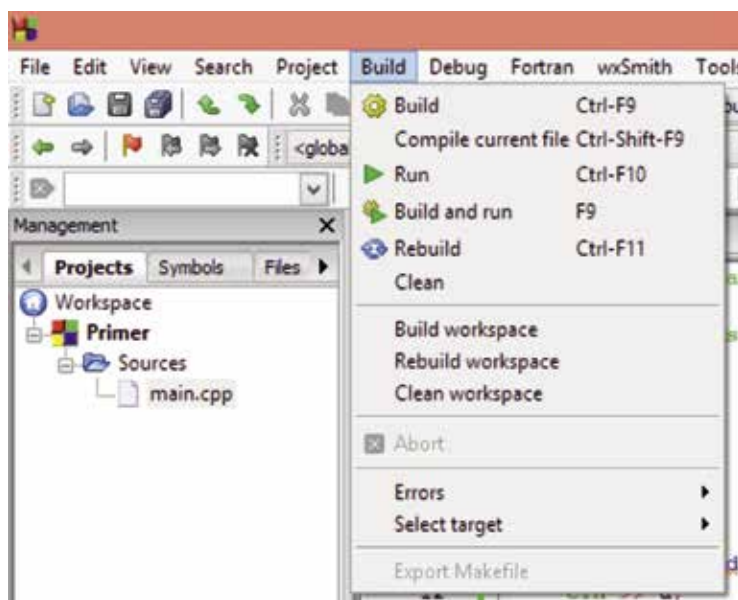 File Edit View Search Project Build Debug Fortran wxSmith Tools
Build Ctrl-F9
Compile current file Ctrl-Shift-F9
<globa
Run Ctrl-F10
Build and run F9
Management
Rebuild Ctrl-F11
Projects Symbols Files
Clean
Workspace
Primer
Build workspace
Sources
Rebuild workspace
main.cpp
Clean workspace
Abort
Errors
Select target
Export Makefile